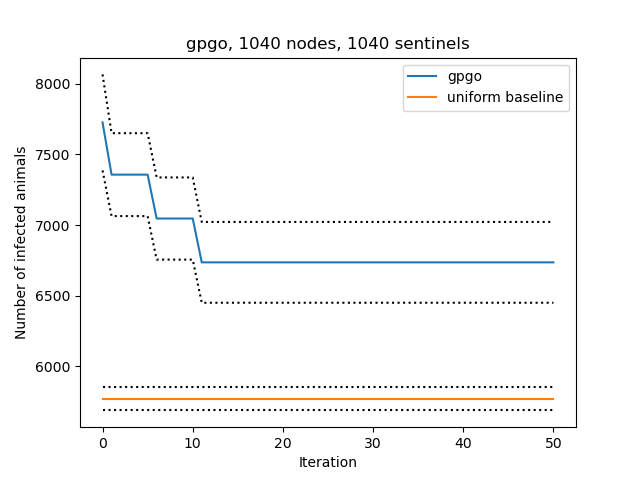 gpgo, 1040 nodes, 1040 sentinels
gpgo
uniform baseline
Number of infected animals
8000
7500
7000
6500
6000
0 10 20 30 40 50
Iteration